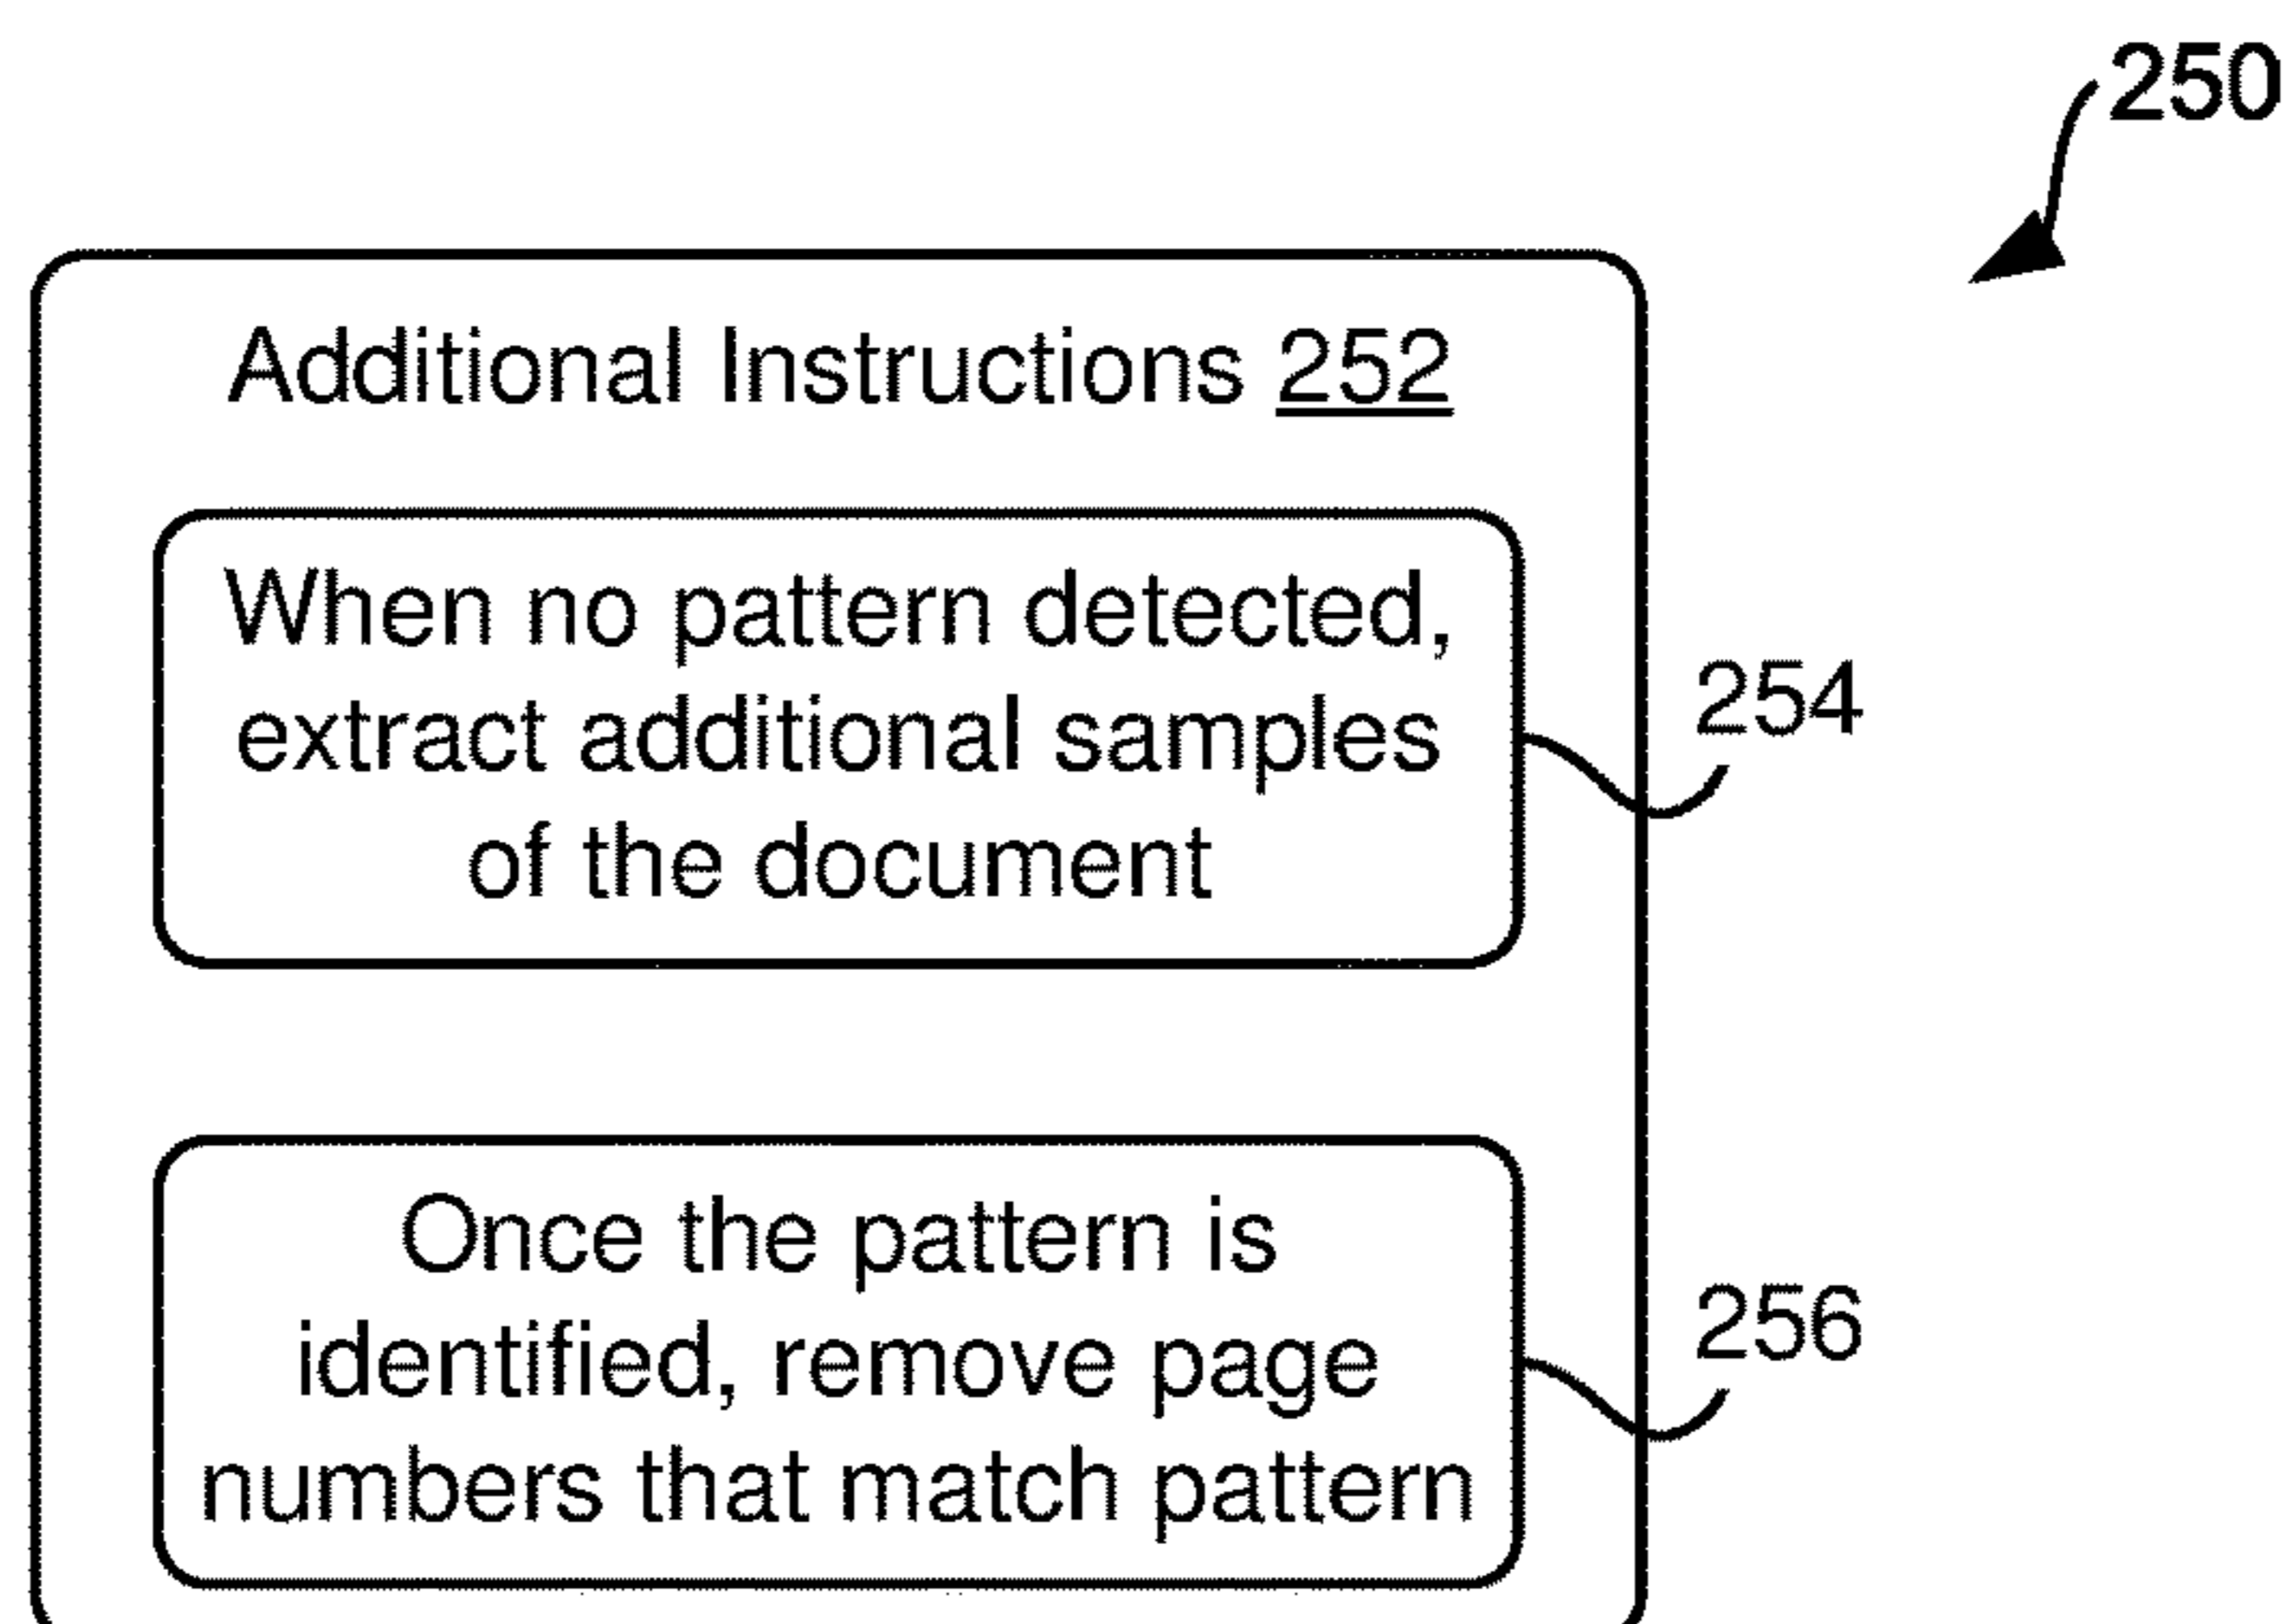 250
Additional Instructions 252
When no pattern detected,
extract additional samples
of the document
254
Once the pattern is
identified, remove page
numbers that match pattern
256